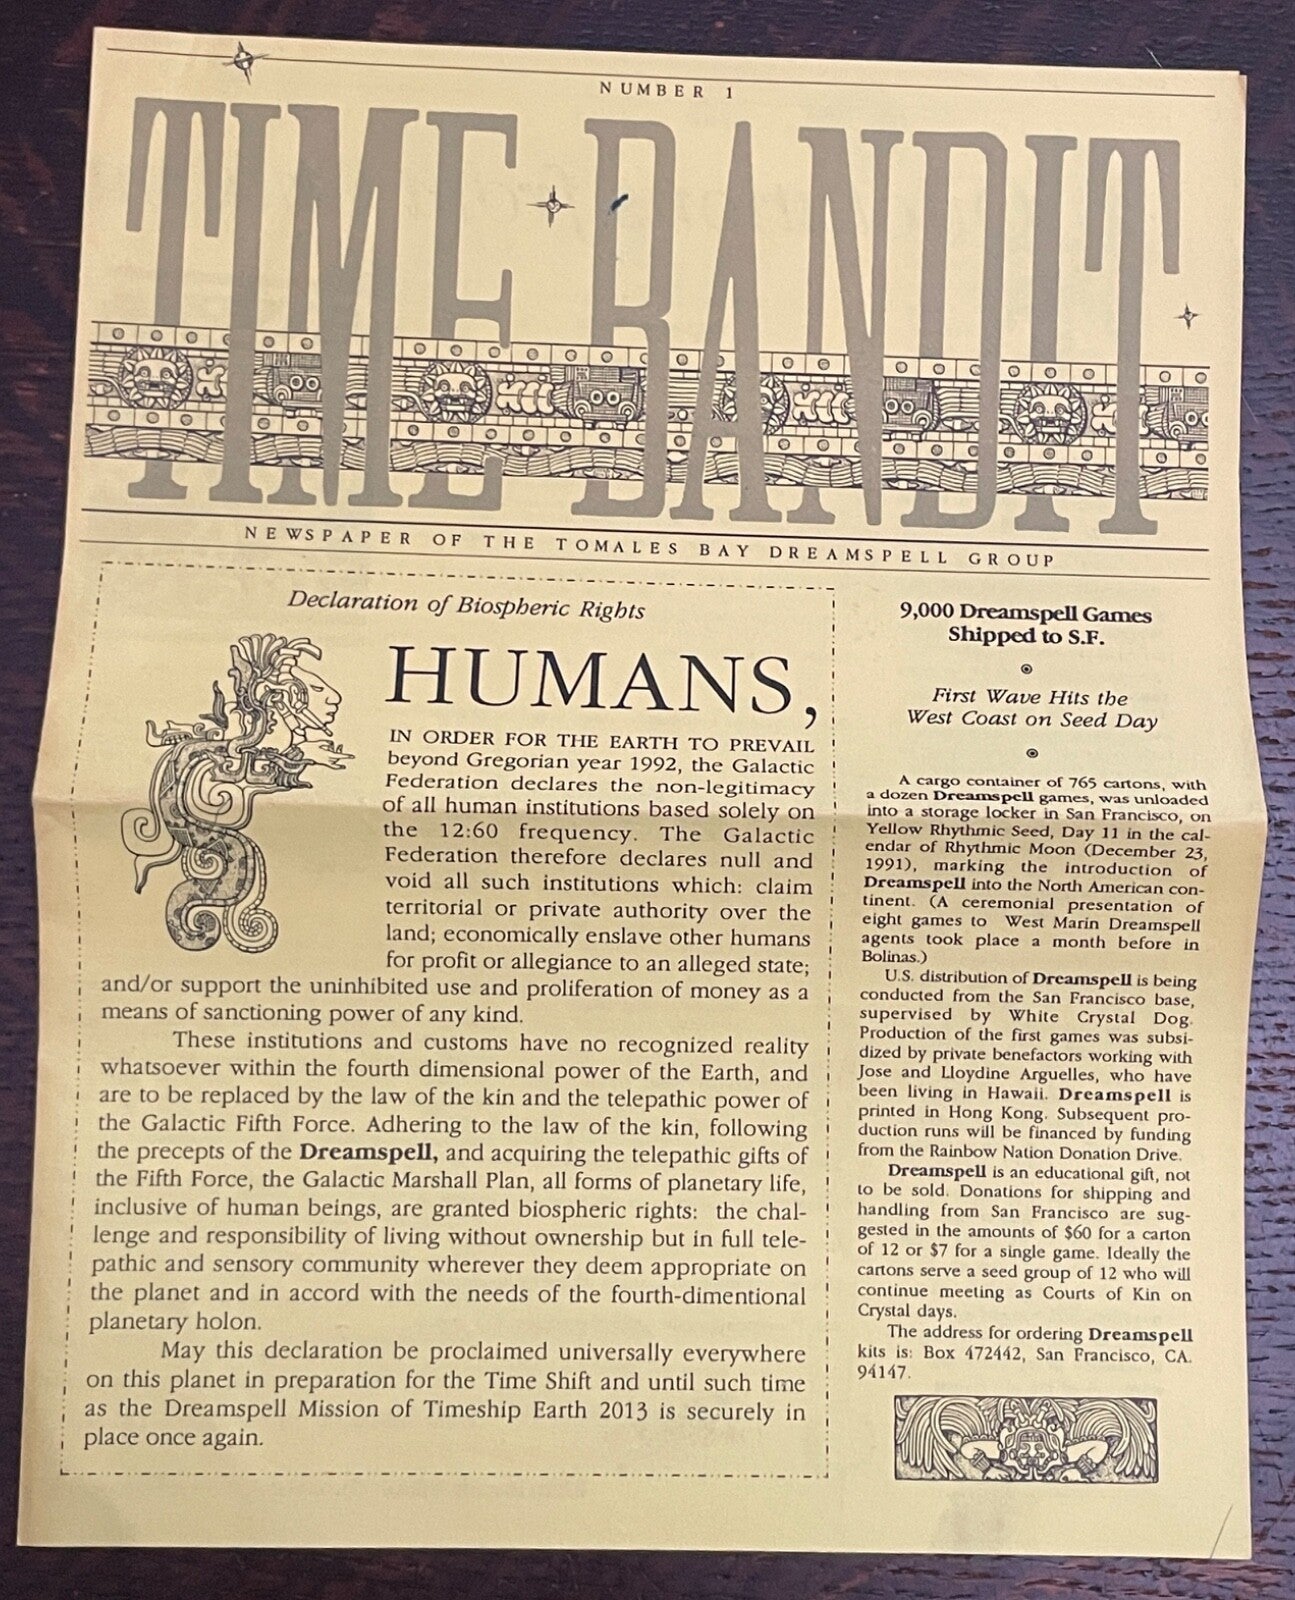 NUMBER 1
TIME BANDIT
NEWSPAPER OF THE TOMALES BAY DREAMSPELL GROUP
Declaration of Biospheric Rights
HUMANS,
IN ORDER FOR THE EARTH TO PREVAIL
beyond Gregorian year 1992, the Galactic
Federation declares the non-legitimacy
of all human institutions based solely on
the 12:60 frequency. The Galactic
Federation therefore declares null and
void all such institutions which: claim
territorial or private authority over the
land; economically enslave other humans
for profit or allegiance to an alleged state;
and/or support the uninhibited use and proliferation of money as a
means of sanctioning power of any kind.
These institutions and customs have no recognized reality
whatsoever within the fourth dimensional power of the Earth, and
are to be replaced by the law of the kin and the telepathic power of
the Galactic Fifth Force. Adhering to the law of the kin, following
the precepts of the Dreamspell, and acquiring the telepathic gifts of
the Fifth Force, the Galactic Marshall Plan, all forms of planetary life,
inclusive of human beings, are granted biospheric rights: the chal-
lenge and responsibility of living without ownership but in full tele-
pathic and sensory community wherever they deem appropriate on
the planet and in accord with the needs of the fourth-dimentional
planetary holon.
May this declaration be proclaimed universally everywhere
on this planet in preparation for the Time Shift and until such time
as the Dreamspell Mission of Timeship Earth 2013 is securely in
place once again.
9,000 Dreamspell Games
Shipped to S.F.
First Wave Hits the
West Coast on Seed Day
A cargo container of 765 cartons, with
a dozen Dreamspell games, was unloaded
into a storage locker in San Francisco, on
Yellow Rhythmic Seed, Day 11 in the cal-
endar of Rhythmic Moon (December 23,
1991), marking the introduction of
Dreamspell into the North American con-
tinent. (A ceremonial presentation of
eight games to West Marin Dreamspell
agents took place a month before in
Bolinas.)
U.S. distribution of Dreamspell is being
conducted from the San Francisco base,
supervised by White Crystal Dog.
Production of the first games was subsi-
dized by private benefactors working with
Jose and Lloydine Arguelles, who have
been living in Hawaii. Dreamspell is
printed in Hong Kong. Subsequent pro-
duction runs will be financed by funding
from the Rainbow Nation Donation Drive.
Dreamspell is an educational gift, not
to be sold. Donations for shipping and
handling from San Francisco are sug-
gested in the amounts of $60 for a carton
of 12 or $7 for a single game. Ideally the
cartons serve a seed group of 12 who will
continue meeting as Courts of Kin on
Crystal days.
The address for ordering Dreamspell
kits is: Box 472442, San Francisco, CA.
94147.